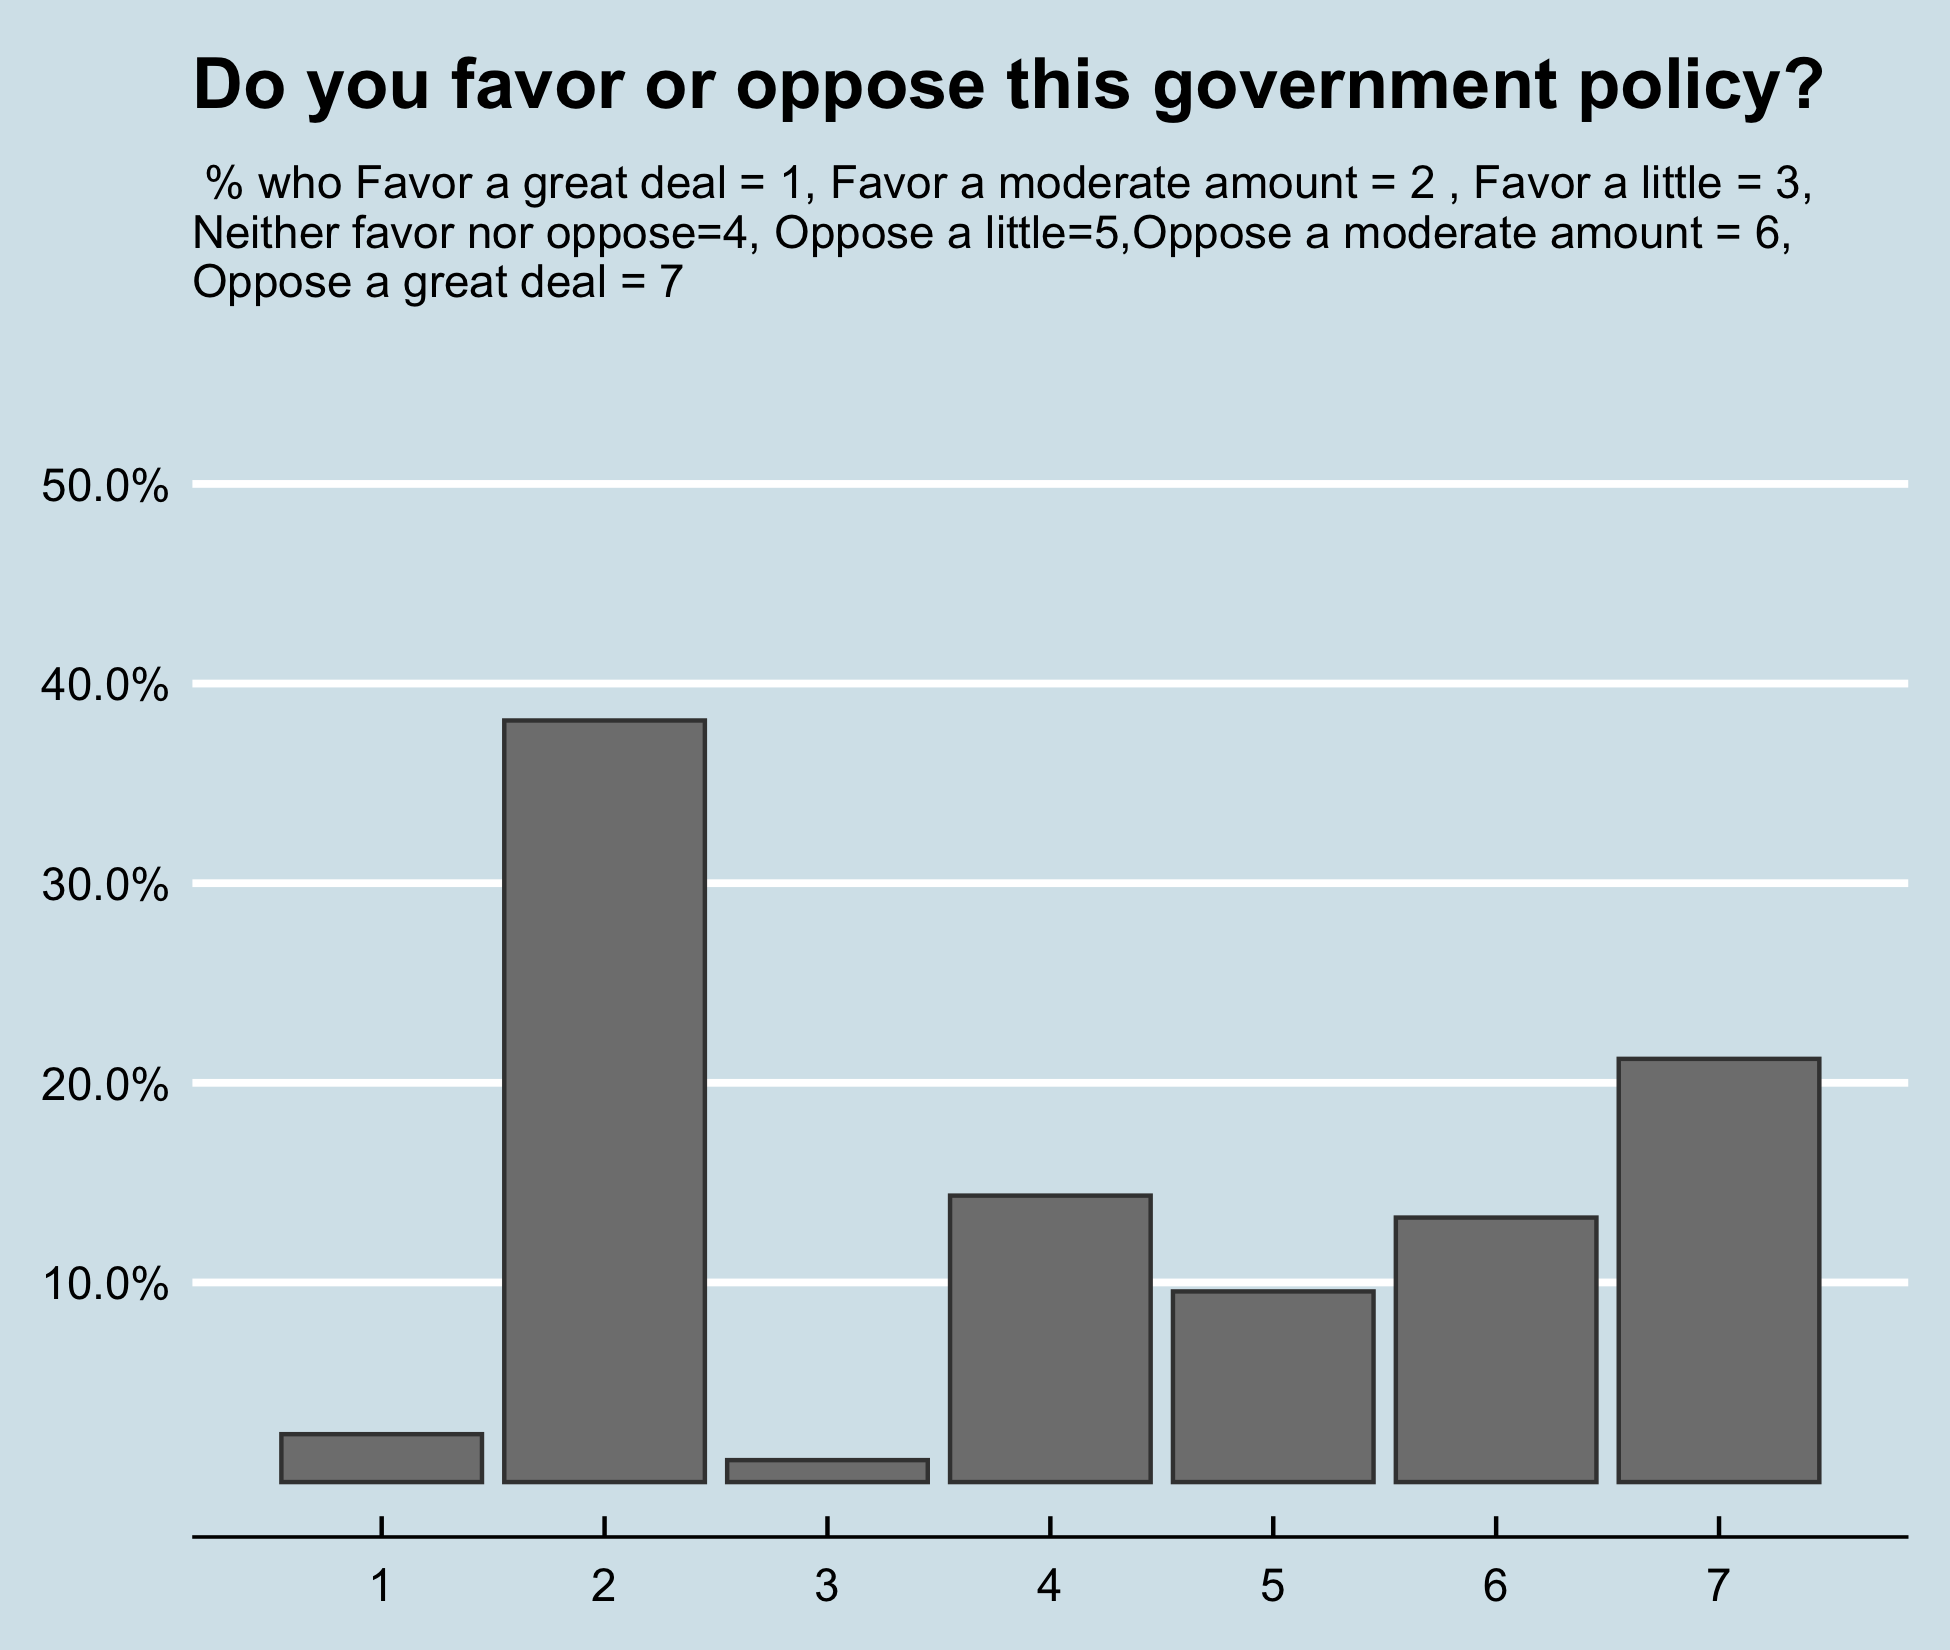 Do you favor or oppose this government policy?
% who Favor a great deal = 1, Favor a moderate amount = 2 , Favor a little = 3,
Neither favor nor oppose=4, Oppose a little=5,Oppose a moderate amount = 6,
Oppose a great deal = 7
50.0%
40.0%
30.0%
20.0%
10.0%
1 2 3 4 5 6 7